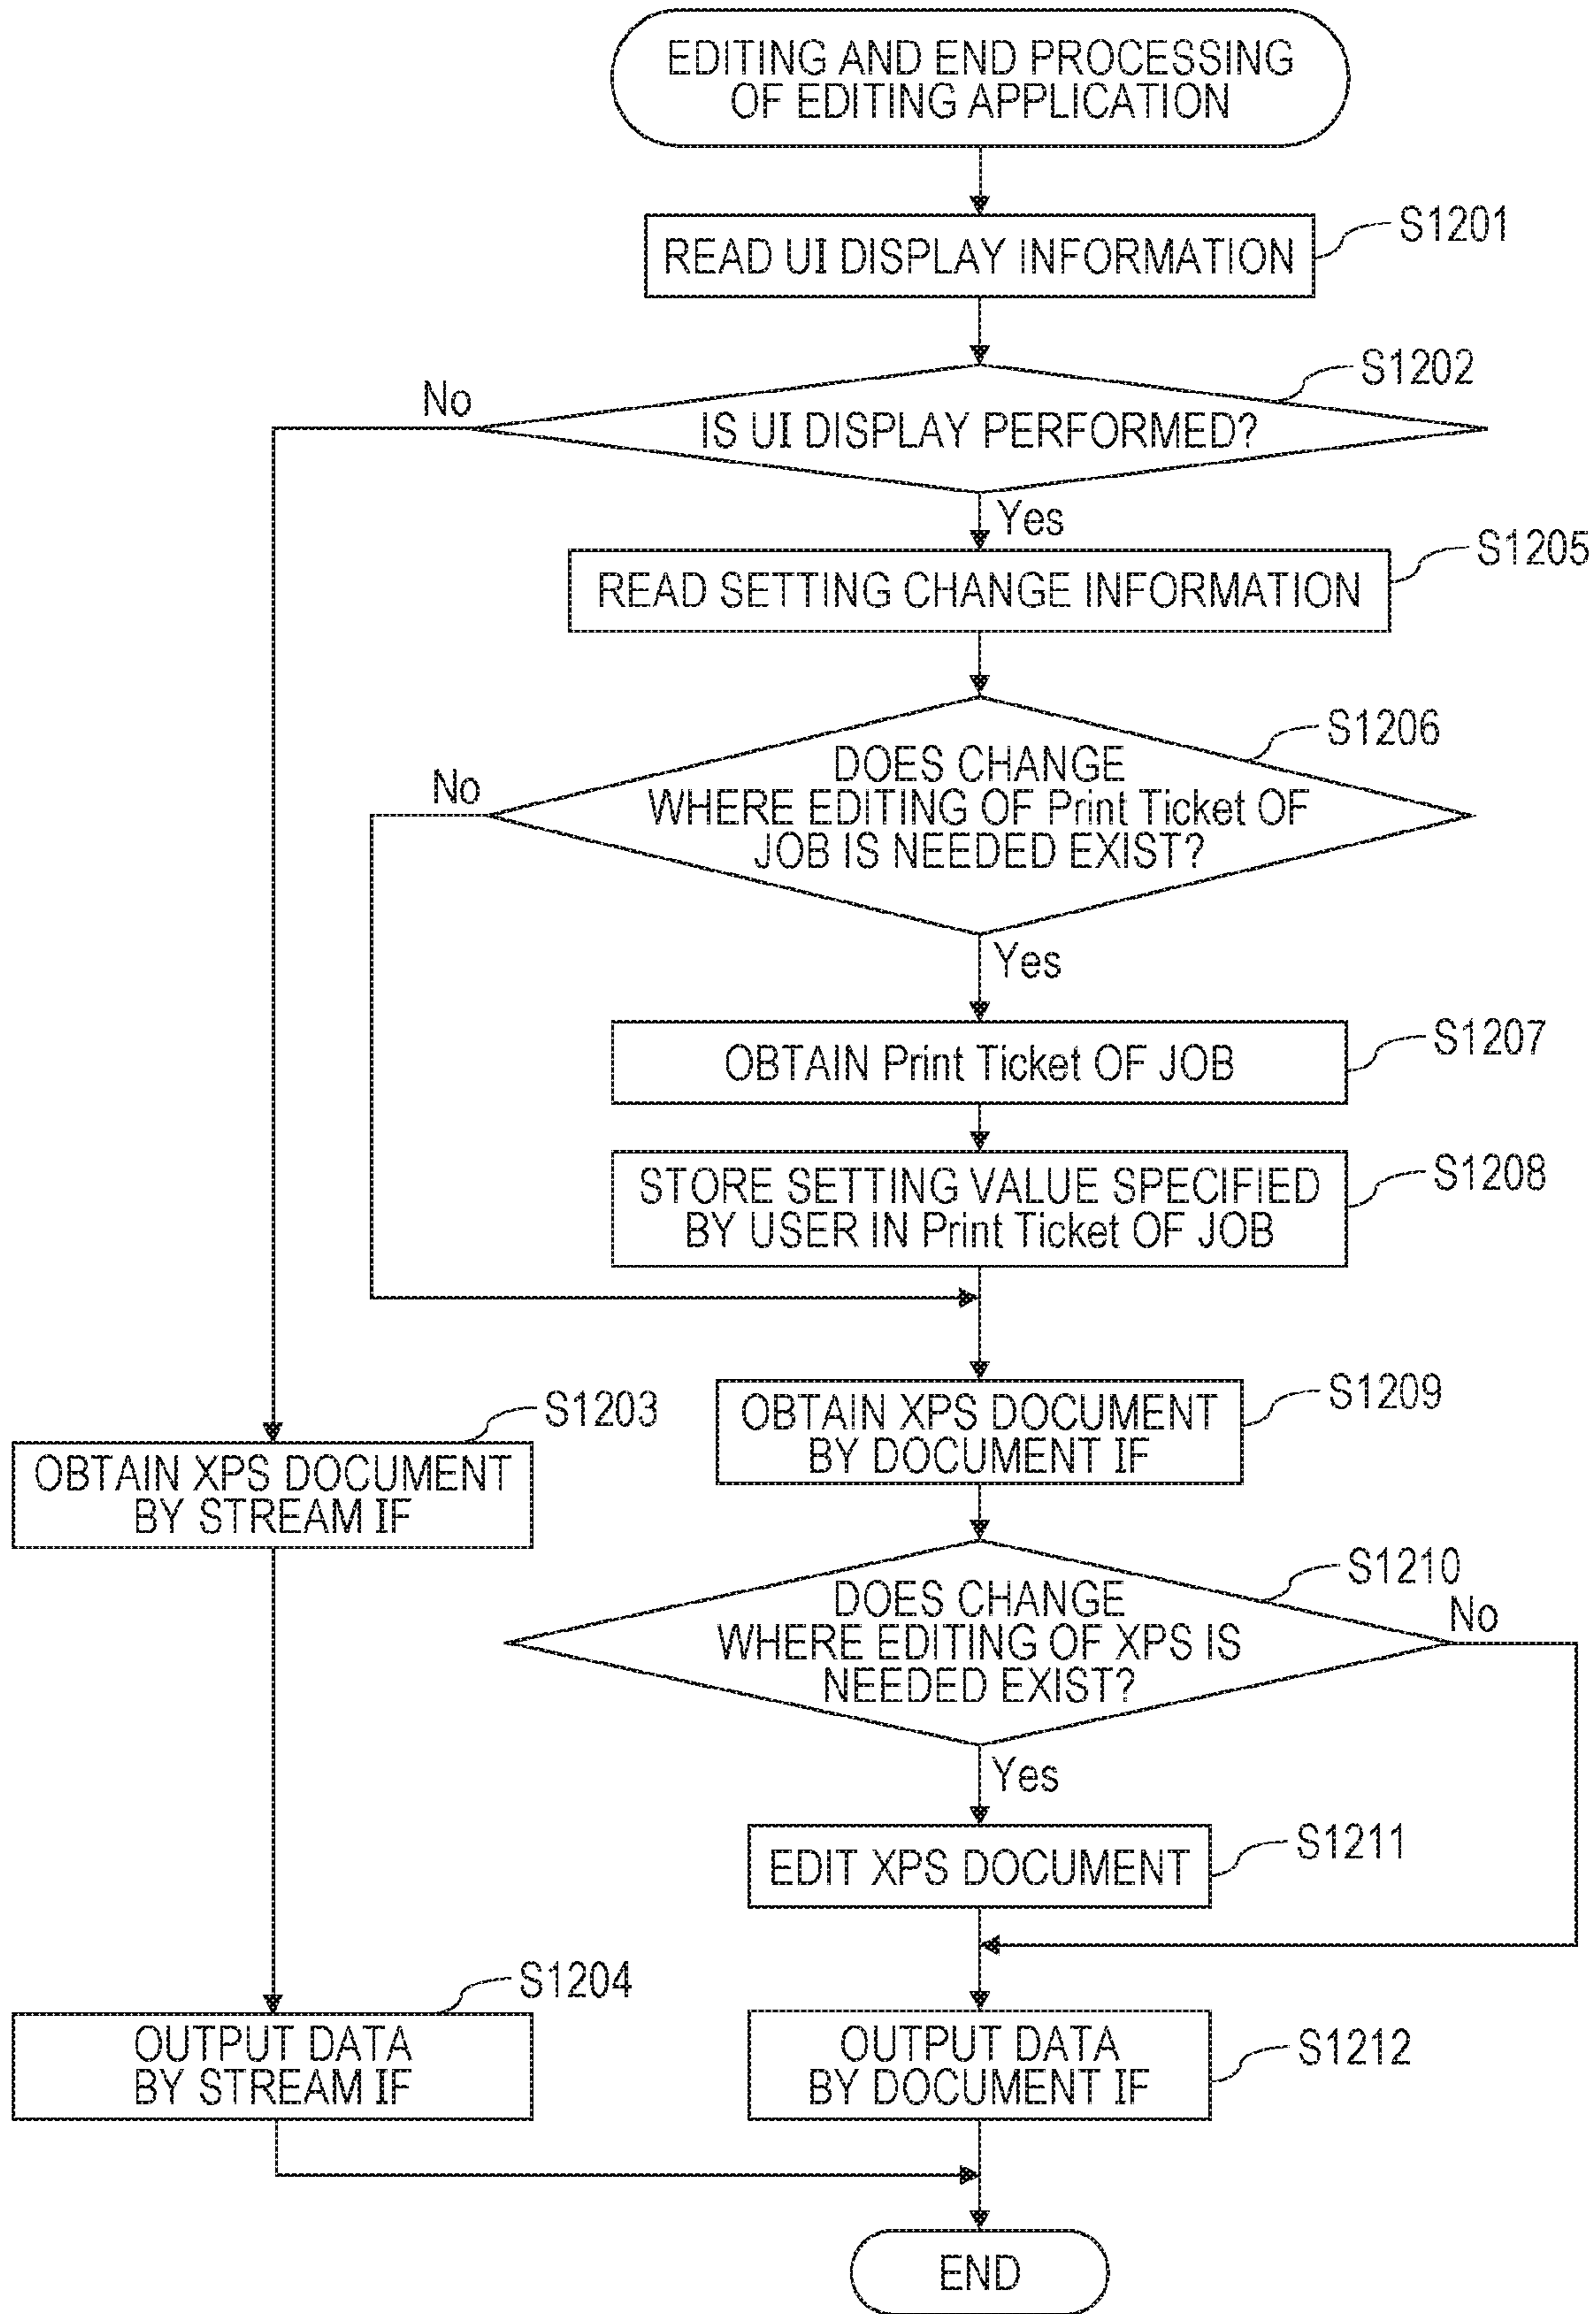 EDITING AND END PROCESSING
OF EDITING APPLICATION
S1201
READ UI DISPLAY INFORMATION
S1202
No
IS UI DISPLAY PERFORMED?
Yes
S1205
READ SETTING CHANGE INFORMATION
S1206
No
DOES CHANGE
WHERE EDITING OF Print Ticket OF
JOB IS NEEDED EXIST?
Yes
S1207
OBTAIN Print Ticket OF JOB
S1208
STORE SETTING VALUE SPECIFIED
BY USER IN Print Ticket OF JOB
S1203
OBTAIN XPS DOCUMENT
BY STREAM IF
S1209
OBTAIN XPS DOCUMENT
BY DOCUMENT IF
S1210
No
DOES CHANGE
WHERE EDITING OF XPS IS
NEEDED EXIST?
Yes
S1211
EDIT XPS DOCUMENT
S1204
OUTPUT DATA
BY STREAM IF
S1212
OUTPUT DATA
BY DOCUMENT IF
END